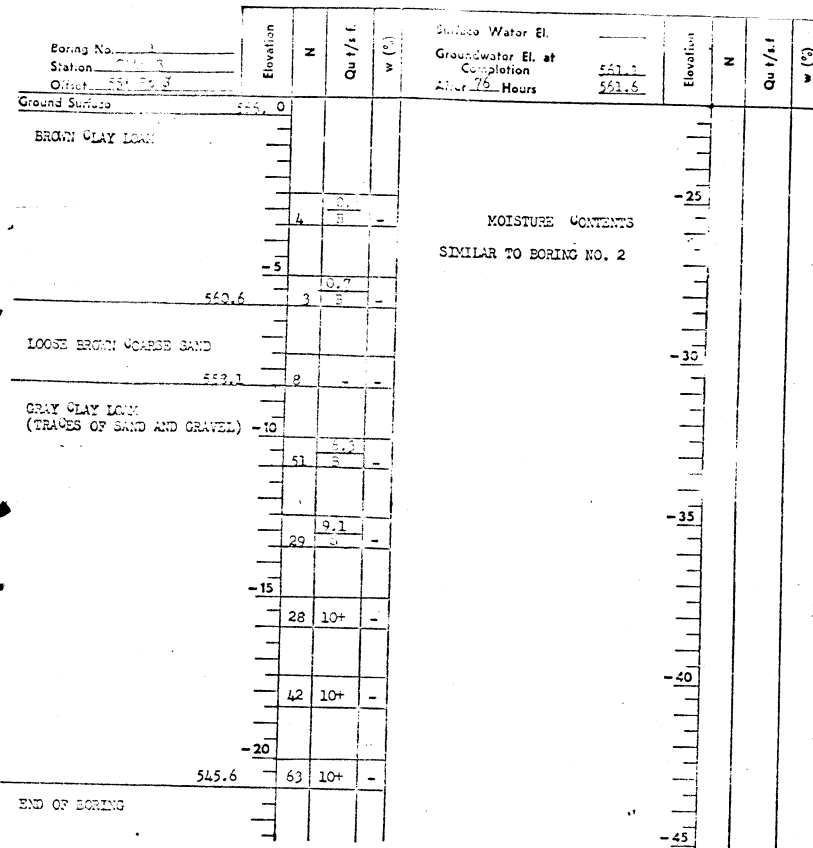 Boring No.
Station
Offset
Ground Surface 0
Elevation
N
Qu t/s.f.
w (%)
Surface Water El.
Groundwater El. at
Completion 561.1
After 76 Hours 561.6
Elevation
N
Qu t/s.f.
w (%)
BROWN CLAY LOAM
4 B -
-5
0.7
560.6 3 B -
LOOSE BROWN COARSE SAND
558.1 8 - -
GRAY CLAY LOAM
(TRACES OF SAND AND GRAVEL) -10
51 B -
9.1
29 -
-15
28 10+ -
42 10+ -
-20
545.6 63 10+ -
END OF BORING
-25
MOISTURE CONTENTS
SIMILAR TO BORING NO. 2
-30
-35
-40
-45